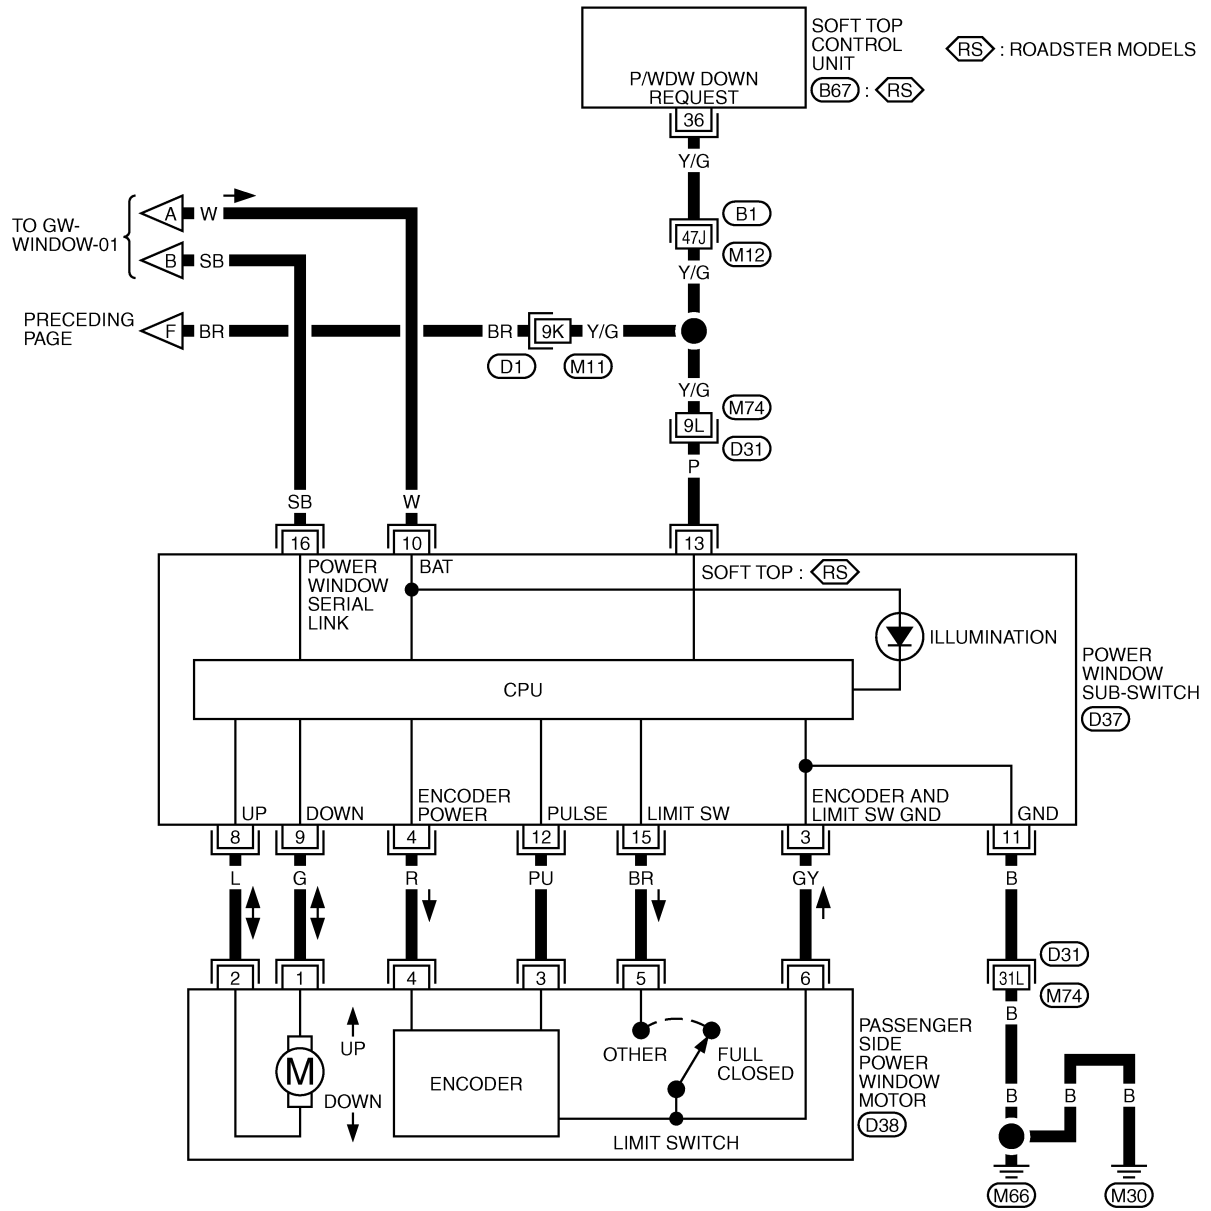 SOFT TOP
CONTROL
UNIT
B67 : RS
RS : ROADSTER MODELS
P/WDW DOWN
REQUEST
36
Y/G
B1
47J
M12
Y/G
TO GW-
WINDOW-01
A W
B SB
PRECEDING
PAGE
F BR
BR 9K Y/G
D1 M11
Y/G
M74
9L
D31
P
SB W
16 10 13
POWER
WINDOW
SERIAL
LINK
BAT
SOFT TOP : RS
ILLUMINATION
CPU
POWER
WINDOW
SUB-SWITCH
D37
UP DOWN
ENCODER
POWER
PULSE LIMIT SW
ENCODER AND
LIMIT SW GND
GND
8 9 4 12 15 3 11
L G R PU BR GY B
2 1 4 3 5 6
D31
31L
M74
B
M
UP
DOWN
ENCODER
OTHER
FULL
CLOSED
LIMIT SWITCH
PASSENGER
SIDE
POWER
WINDOW
MOTOR
D38
B B B
M66 M30